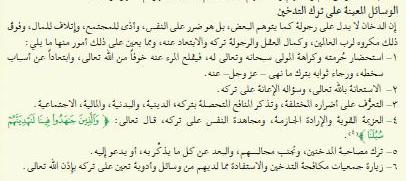 الوسائل المعينة على ترك التدخين
إن الدخان لا يدل على رجولة كما يتوهم البعض، بل هو ضرر على النفس، وأذى للمجتمع، وإتلاف للمال، وفوق
ذلك مكروه لرب العالمين، وكمال العقل والرجولة تركه والابتعاد عنه، ومما يعين على ذلك أمور منها ما يلي:
١- استحضار حُرمته وكراهة المولى سبحانه وتعالى له، فيقلع المرء عنه خوفاً من الله تعالى، وابتعاداً عن أسباب
سخطه، ورجاء ثوابه بترك ما نهى – عز وجل – عنه.
٢- الاستعانة بالله تعالى، وسؤاله الإعانة على تركه.
٣- التعرُّف على أضراره المختلفة، وتذكر المنافع المتحصلة بتركه، الدينية، والبدنية، والمالية، الاجتماعية.
٤- العزيمة القوية والإرادة الجازمة، ومجاهدة النفس على تركه، قال تعالى: ﴿ وَالَّذِينَ جَاهَدُوا فِينَا لَنَهْدِيَنَّهُمْ
سُبُلَنَا ﴾
٥- ترك مصاحبة المدخنين، وتجنب مجالسهم، والبعد عن كل ما يذكِّر به، أو يدعو إليه.
٦- زيارة جمعيات مكافحة التدخين والاستفادة مما لديهم من وسائل وأدوية تعين على تركه بإذن الله تعالى.